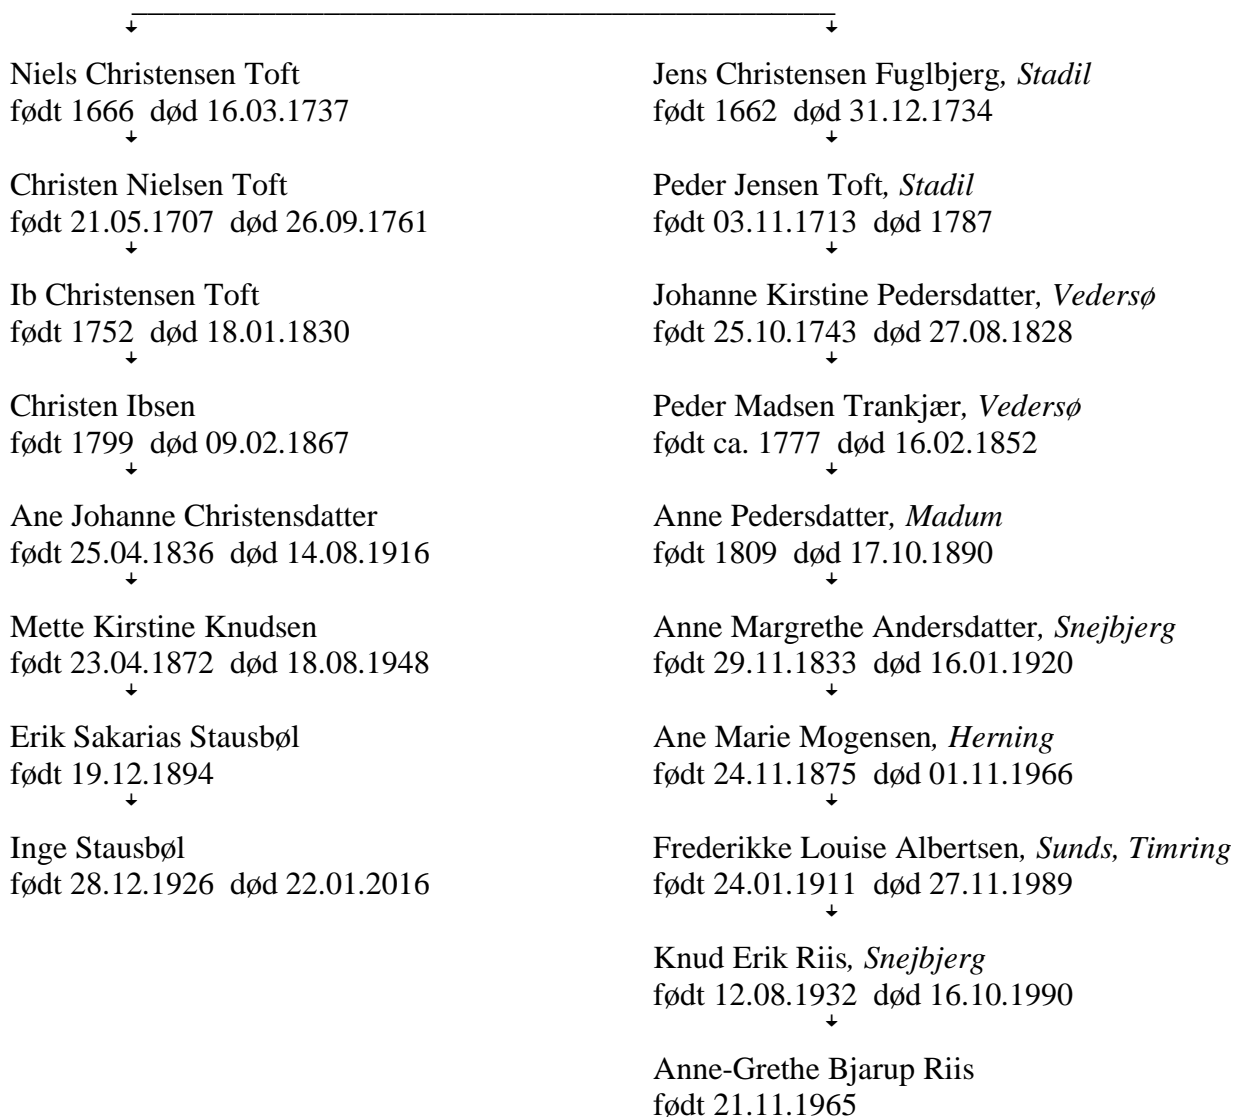 Niels Christensen Toft
født 1666 død 16.03.1737
Christen Nielsen Toft
født 21.05.1707 død 26.09.1761
Ib Christensen Toft
født 1752 død 18.01.1830
Christen Ibsen
født 1799 død 09.02.1867
Ane Johanne Christensdatter
født 25.04.1836 død 14.08.1916
Mette Kirstine Knudsen
født 23.04.1872 død 18.08.1948
Erik Sakarias Stausbøl
født 19.12.1894
Inge Stausbøl
født 28.12.1926 død 22.01.2016
Jens Christensen Fuglbjerg, Stadil
født 1662 død 31.12.1734
Peder Jensen Toft, Stadil
født 03.11.1713 død 1787
Johanne Kirstine Pedersdatter, Vedersø
født 25.10.1743 død 27.08.1828
Peder Madsen Trankjær, Vedersø
født ca. 1777 død 16.02.1852
Anne Pedersdatter, Madum
født 1809 død 17.10.1890
Anne Margrethe Andersdatter, Snejbjerg
født 29.11.1833 død 16.01.1920
Ane Marie Mogensen, Herning
født 24.11.1875 død 01.11.1966
Frederikke Louise Albertsen, Sunds, Timring
født 24.01.1911 død 27.11.1989
Knud Erik Riis, Snejbjerg
født 12.08.1932 død 16.10.1990
Anne-Grethe Bjarup Riis
født 21.11.1965